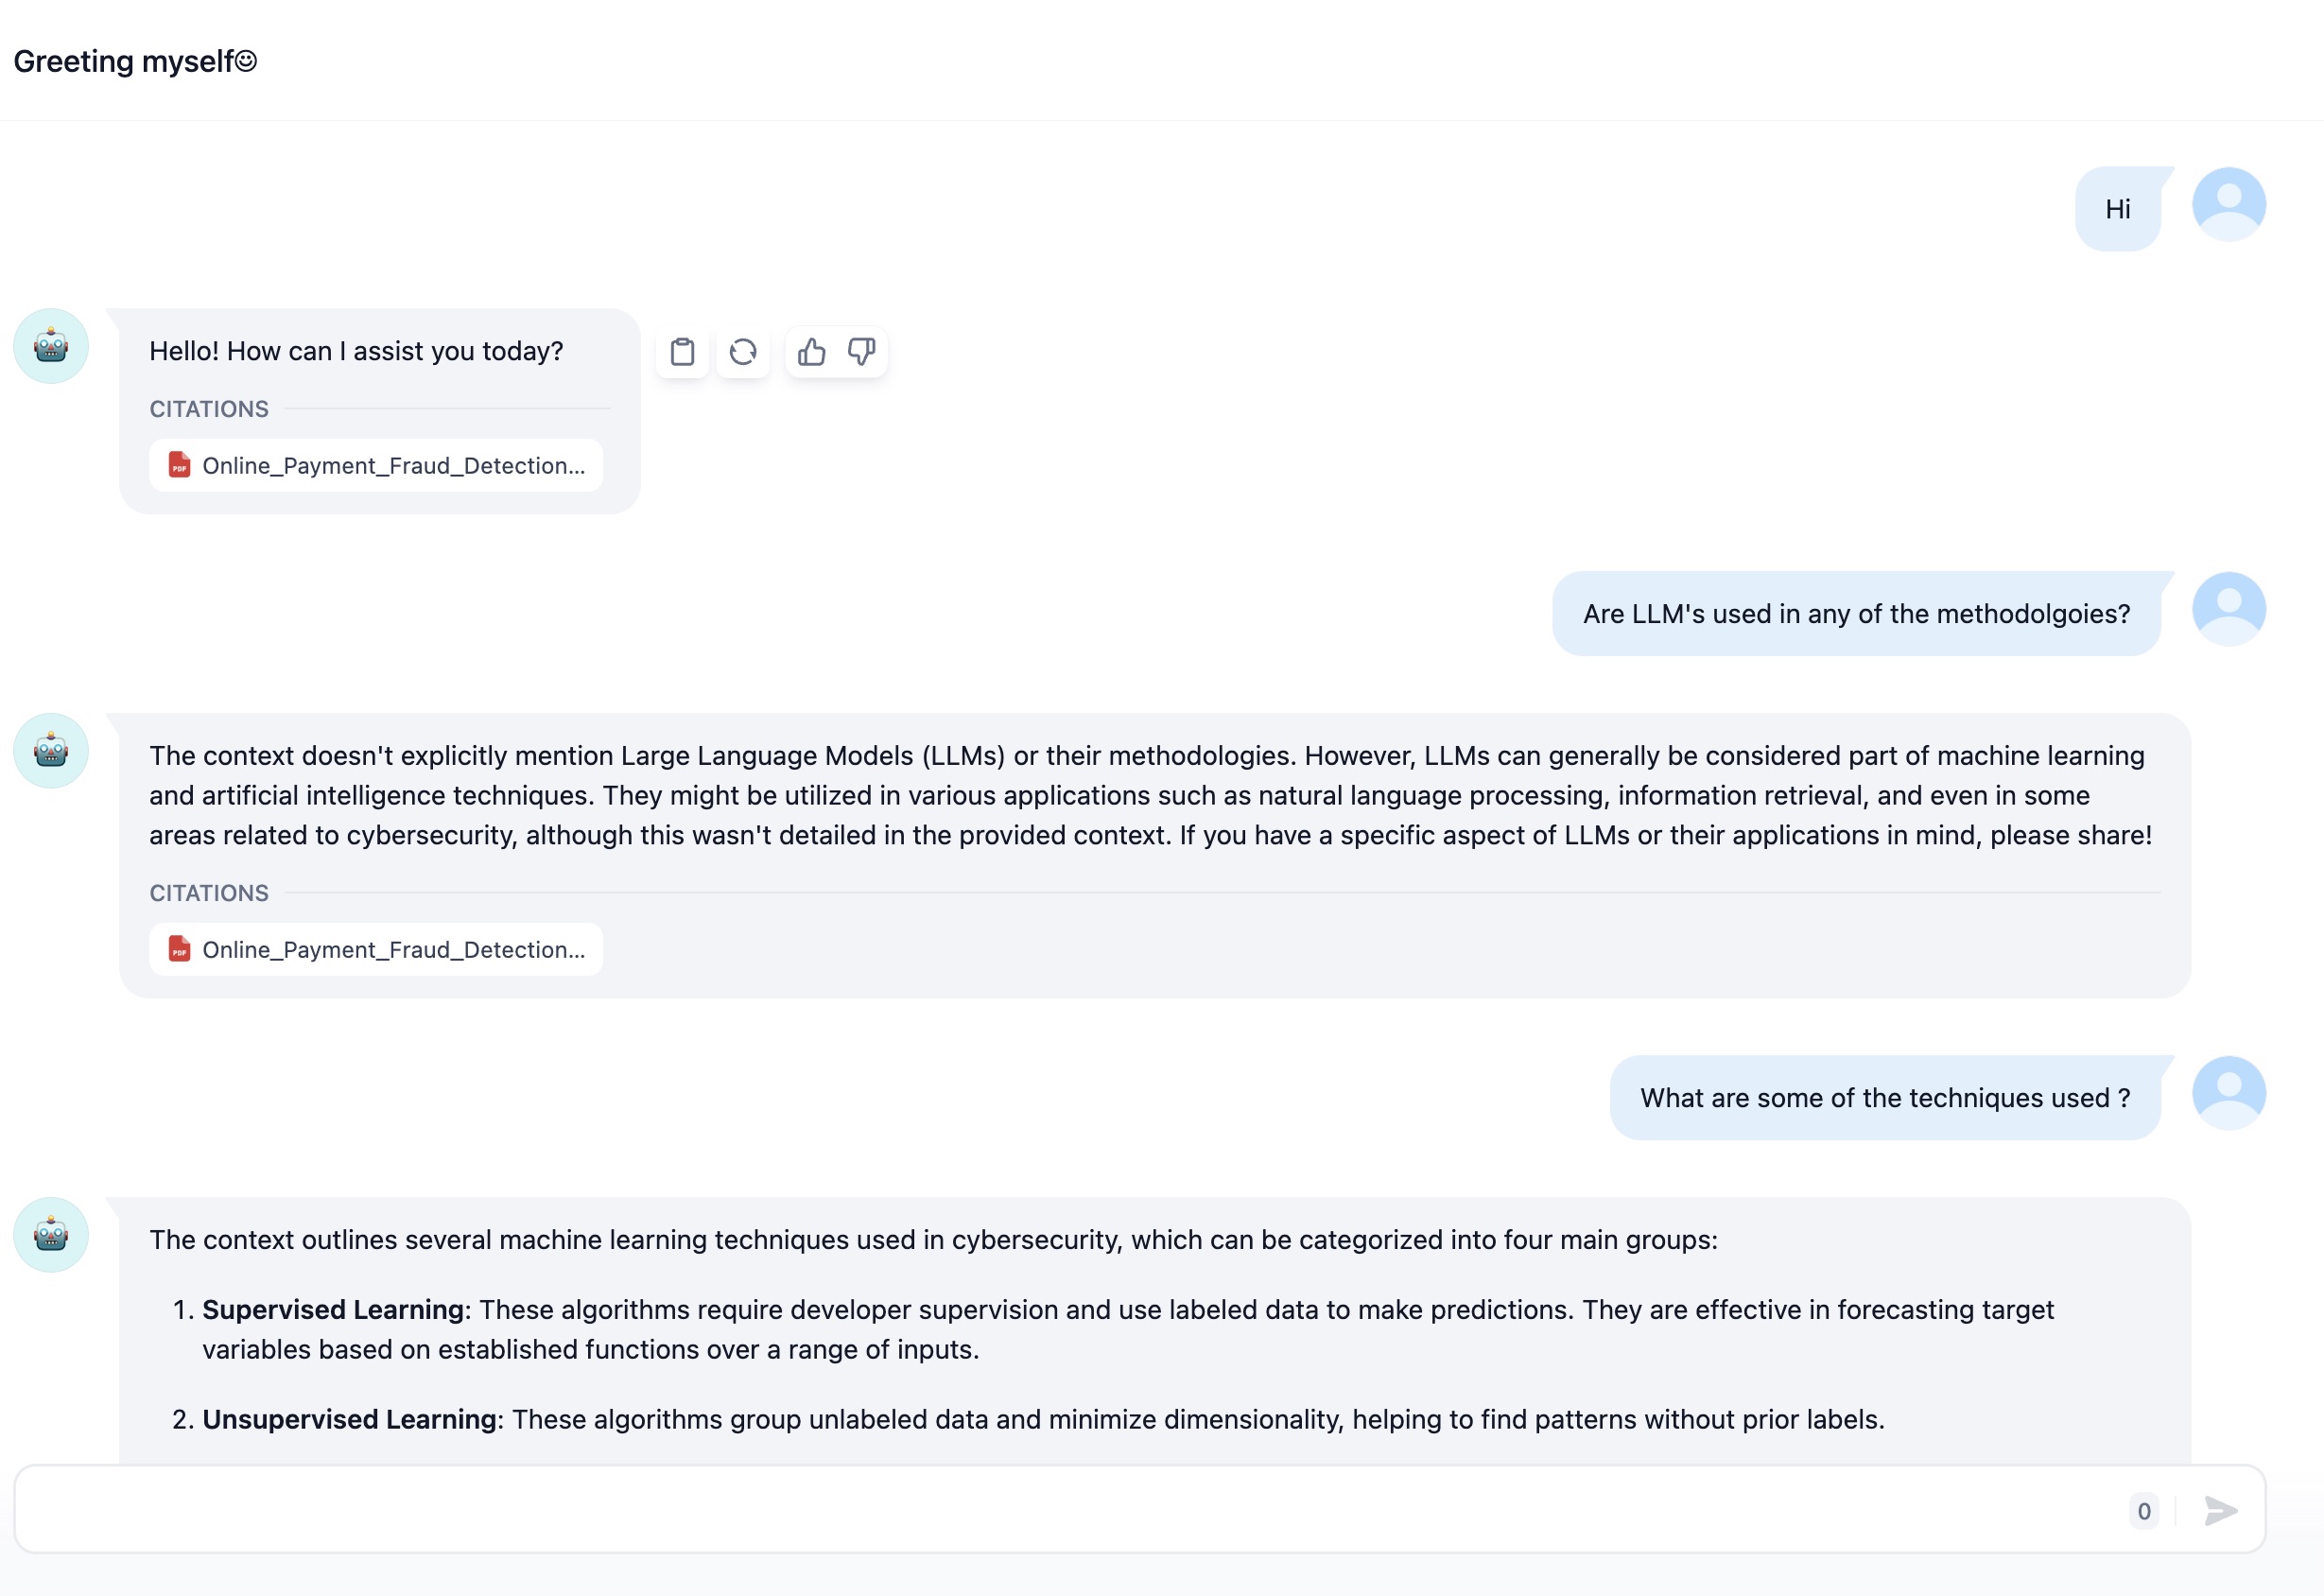 Greeting myself☺
Hi
Hello! How can I assist you today?
CITATIONS
PDF Online_Payment_Fraud_Detection...
Are LLM's used in any of the methodolgoies?
The context doesn't explicitly mention Large Language Models (LLMs) or their methodologies. However, LLMs can generally be considered part of machine learning
and artificial intelligence techniques. They might be utilized in various applications such as natural language processing, information retrieval, and even in some
areas related to cybersecurity, although this wasn't detailed in the provided context. If you have a specific aspect of LLMs or their applications in mind, please share!
CITATIONS
PDF Online_Payment_Fraud_Detection...
What are some of the techniques used ?
The context outlines several machine learning techniques used in cybersecurity, which can be categorized into four main groups:
1. Supervised Learning: These algorithms require developer supervision and use labeled data to make predictions. They are effective in forecasting target
variables based on established functions over a range of inputs.
2. Unsupervised Learning: These algorithms group unlabeled data and minimize dimensionality, helping to find patterns without prior labels.
0